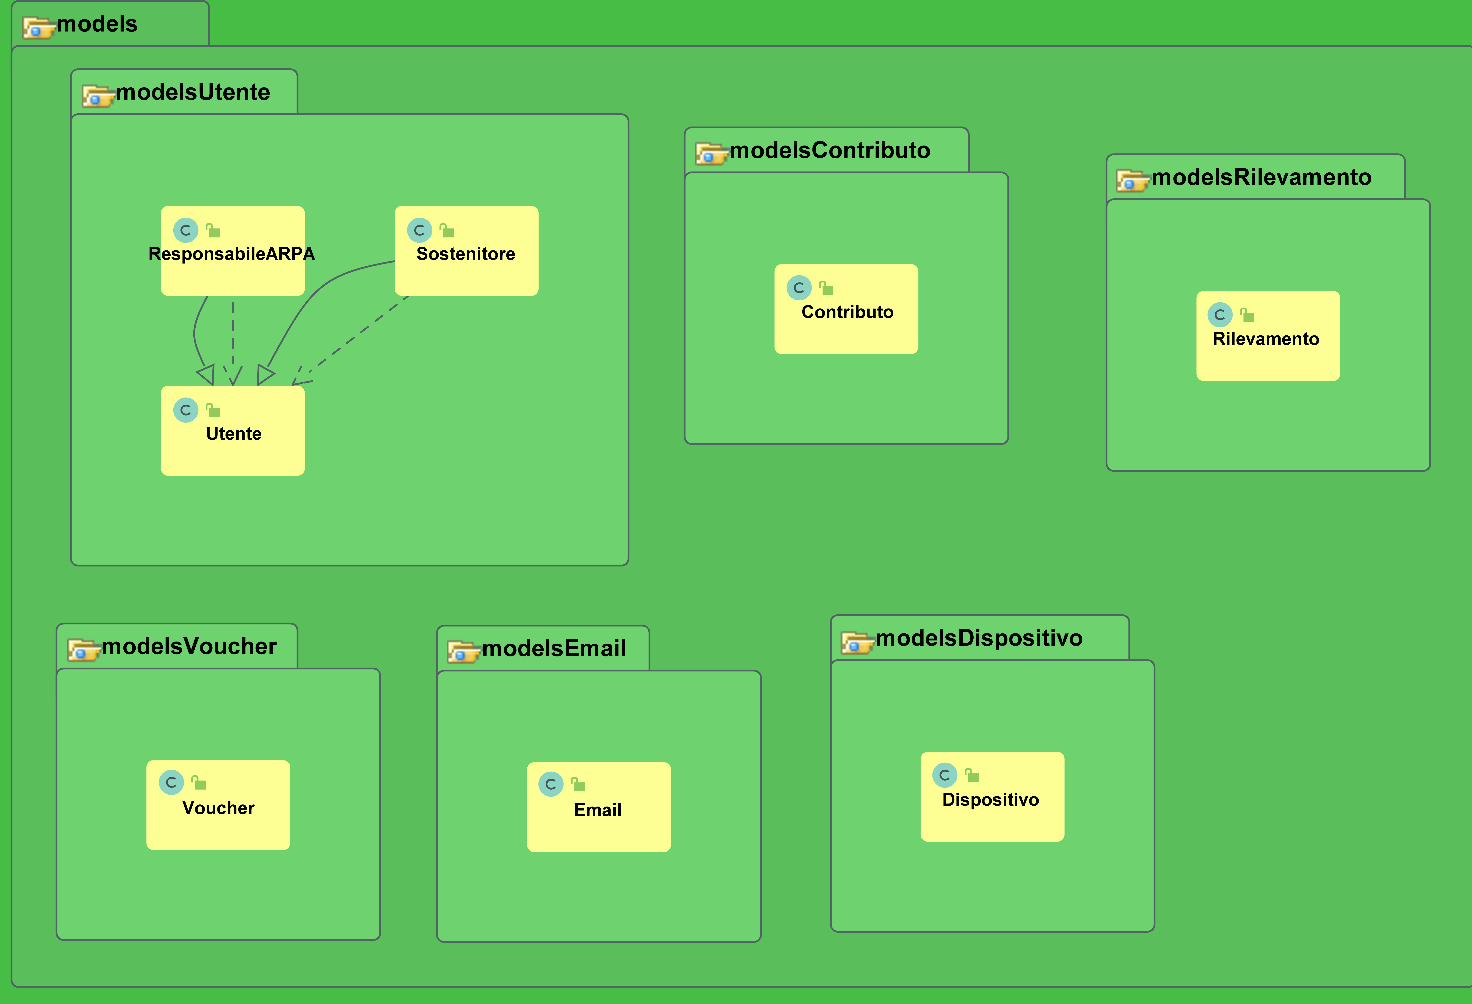 models
modelsUtente
C
ResponsabileARPA
C
Sostenitore
C
Utente
modelsContributo
C
Contributo
modelsRilevamento
C
Rilevamento
modelsVoucher
C
Voucher
modelsEmail
C
Email
modelsDispositivo
C
Dispositivo